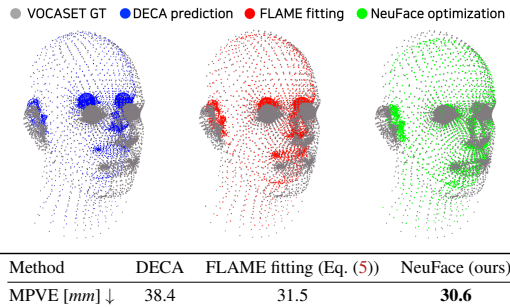 VOCASET GT DECA prediction FLAME fitting NeuFace optimization
Method DECA FLAME fitting (Eq. (5)) NeuFace (ours)
MPVE [mm] ↓ 38.4 31.5 30.6